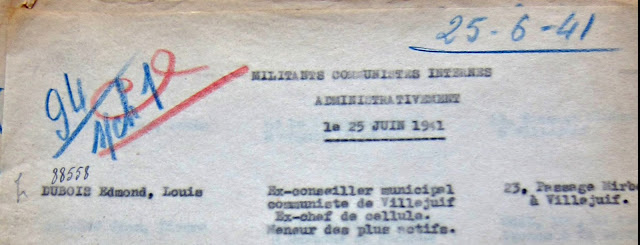 25-6-41
MILITANTS COMMUNISTES INTERNES
ADMINISTRATIVEMENT
le 25 JUIN 1941
94
88558
DUBOIS Edmond, Louis
Ex-conseiller municipal
communiste de Villejuif
Ex-chef de cellule.
Meneur des plus actifs.
23, Passage
à Villejuif.